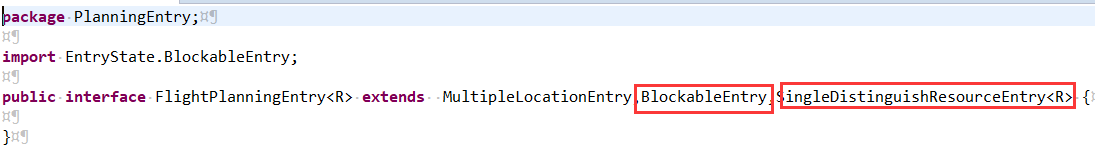 package PlanningEntry;¤¶
¤¶
import EntryState.BlockableEntry;
¤¶
public interface FlightPlanningEntry<R> extends  MultipleLocationEntry,BlockableEntry,SingleDistinguishResourceEntry<R> {¤
¤¶
}¤¶